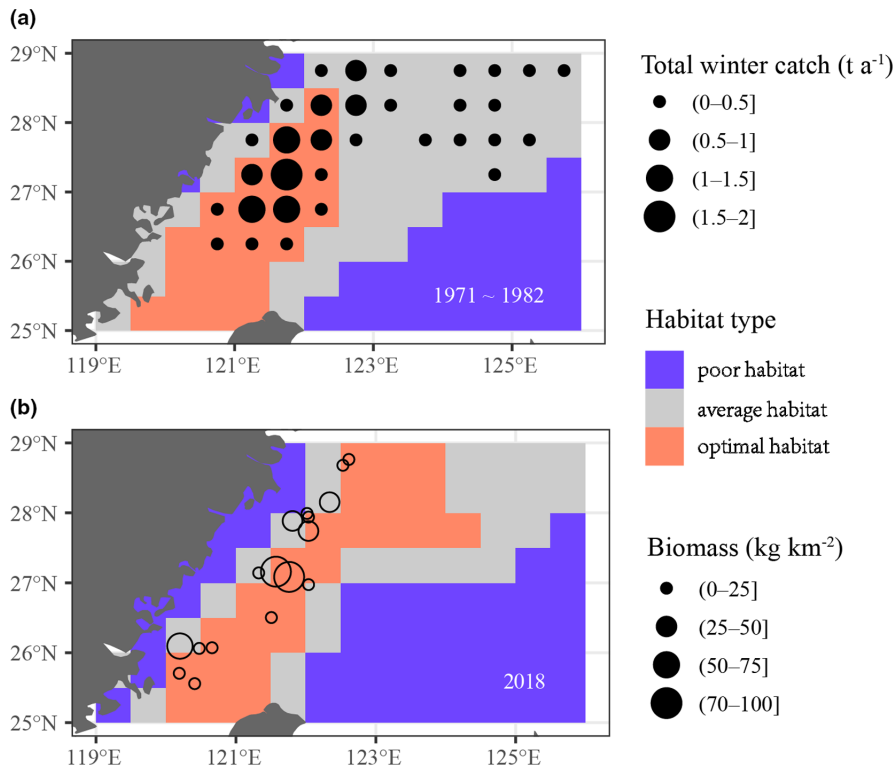 (a)
29°N
28°N
27°N
26°N
25°N
1971 ~ 1982
119°E 121°E 123°E 125°E
Total winter catch (t a⁻¹)
(0–0.5]
(0.5–1]
(1–1.5]
(1.5–2]
Habitat type
poor habitat
average habitat
optimal habitat
(b)
29°N
28°N
27°N
26°N
25°N
2018
119°E 121°E 123°E 125°E
Biomass (kg km⁻²)
(0–25]
(25–50]
(50–75]
(70–100]